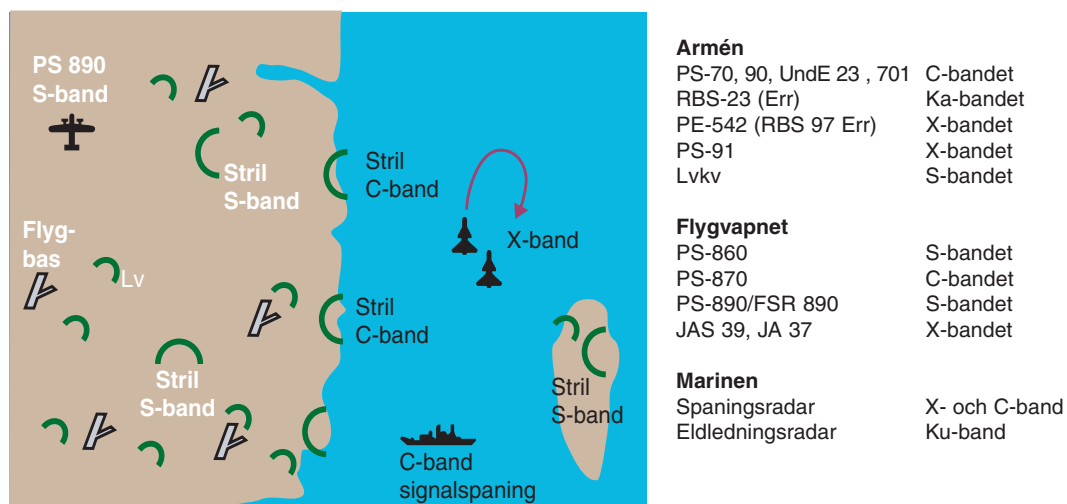 PS 890
S-band
Stril
S-band
Stril
C-band
X-band
Flyg-
bas
Lv
Stril
C-band
Stril
S-band
Stril
S-band
C-band
signalspaning
Armén
PS-70, 90, UndE 23 , 701 C-bandet
RBS-23 (Err) Ka-bandet
PE-542 (RBS 97 Err) X-bandet
PS-91 X-bandet
Lvkv S-bandet
Flygvapnet
PS-860 S-bandet
PS-870 C-bandet
PS-890/FSR 890 S-bandet
JAS 39, JA 37 X-bandet
Marinen
Spaningsradar X- och C-band
Eldledningsradar Ku-band